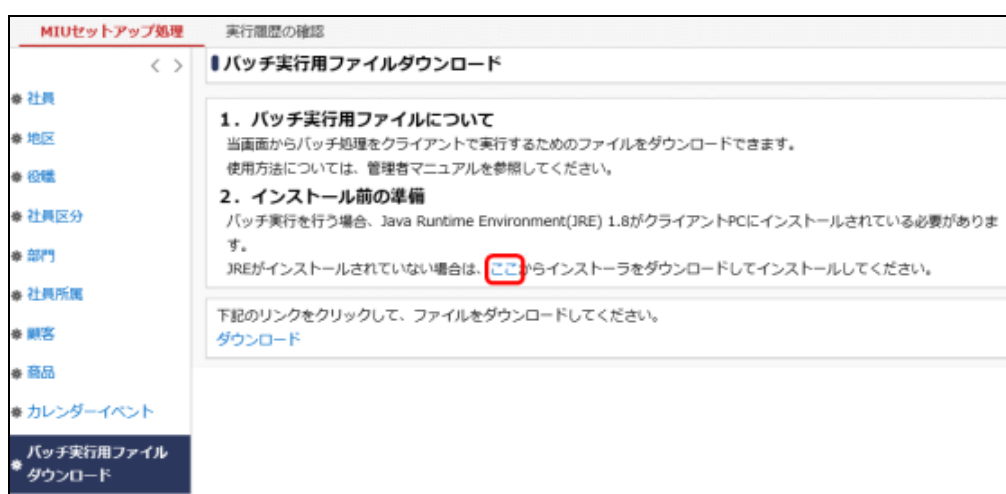 MIUセットアップ処理
実行履歴の確認
< >
社員
地区
役職
社員区分
部門
社員所属
顧客
商品
カレンダーイベント
バッチ実行用ファイル
ダウンロード
バッチ実行用ファイルダウンロード
1．バッチ実行用ファイルについて
当画面からバッチ処理をクライアントで実行するためのファイルをダウンロードできます。
使用方法については、管理者マニュアルを参照してください。
2．インストール前の準備
バッチ実行を行う場合、Java Runtime Environment(JRE) 1.8がクライアントPCにインストールされている必要がありま
す。
JREがインストールされていない場合は、ここからインストーラをダウンロードしてインストールしてください。
下記のリンクをクリックして、ファイルをダウンロードしてください。
ダウンロード